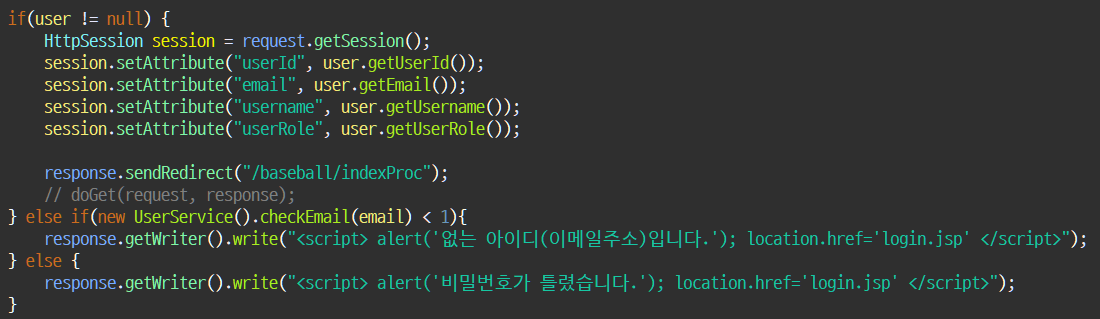 if(user != null) {
    HttpSession session = request.getSession();
    session.setAttribute("userId", user.getUserId());
    session.setAttribute("email", user.getEmail());
    session.setAttribute("username", user.getUsername());
    session.setAttribute("userRole", user.getUserRole());

    response.sendRedirect("/baseball/indexProc");
    // doGet(request, response);
} else if(new UserService().checkEmail(email) < 1){
    response.getWriter().write("<script> alert('없는 아이디(이메일주소)입니다.'); location.href='login.jsp' </script>");
} else {
    response.getWriter().write("<script> alert('비밀번호가 틀렸습니다.'); location.href='login.jsp' </script>");
}